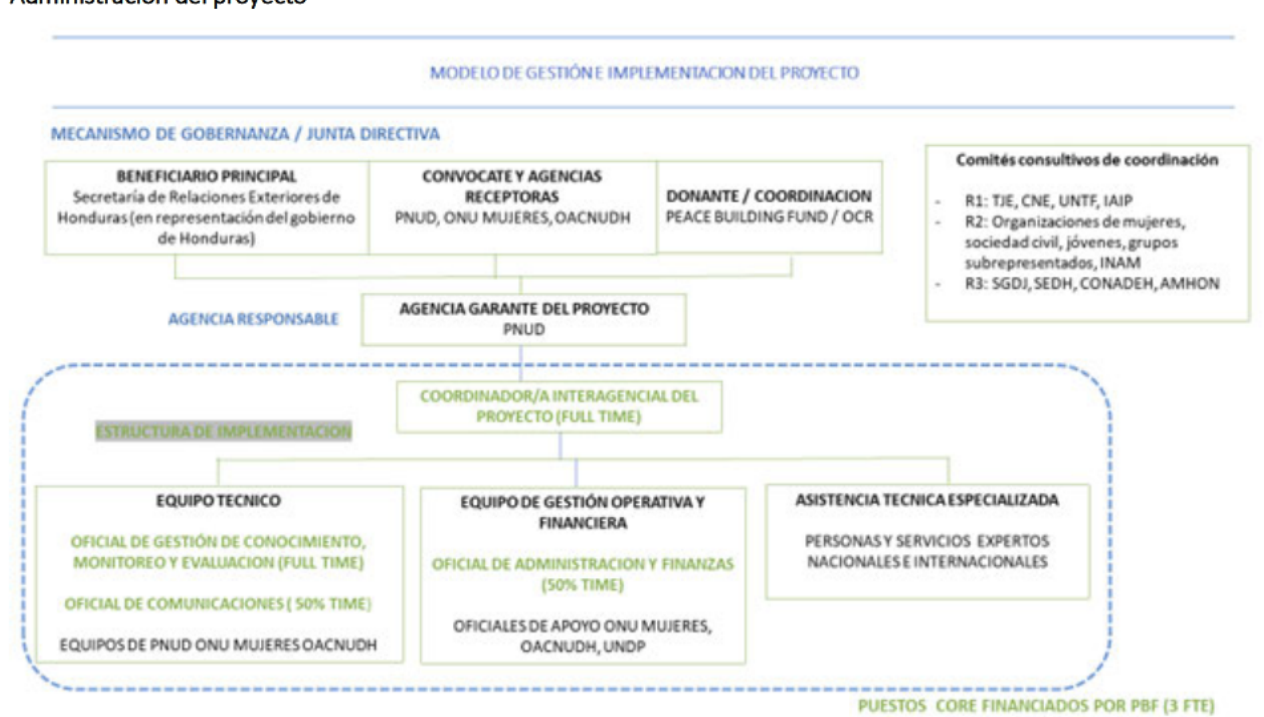 Administración del proyecto
MODELO DE GESTIÓN E IMPLEMENTACION DEL PROYECTO
MECANISMO DE GOBERNANZA / JUNTA DIRECTIVA
BENEFICIARIO PRINCIPAL
Secretaría de Relaciones Exteriores de
Honduras (en representación del gobierno
de Honduras)
CONVOCATE Y AGENCIAS
RECEPTORAS
PNUD, ONU MUJERES, OACNUDH
DONANTE / COORDINACION
PEACE BUILDING FUND / OCR
Comités consultivos de coordinación
- R1: TJE, CNE, UNTF, IAIP
- R2: Organizaciones de mujeres,
sociedad civil, jóvenes, grupos
subrepresentados, INAM
- R3: SGDJ, SEDH, CONADEH, AMHON
AGENCIA RESPONSABLE
AGENCIA GARANTE DEL PROYECTO
PNUD
COORDINADOR/A INTERAGENCIAL DEL
PROYECTO (FULL TIME)
ESTRUCTURA DE IMPLEMENTACION
EQUIPO TECNICO
OFICIAL DE GESTIÓN DE CONOCIMIENTO,
MONITOREO Y EVALUACION (FULL TIME)
OFICIAL DE COMUNICACIONES ( 50% TIME)
EQUIPOS DE PNUD ONU MUJERES OACNUDH
EQUIPO DE GESTIÓN OPERATIVA Y
FINANCIERA
OFICIAL DE ADMINISTRACION Y FINANZAS
(50% TIME)
OFICIALES DE APOYO ONU MUJERES,
OACNUDH, UNDP
ASISTENCIA TECNICA ESPECIALIZADA
PERSONAS Y SERVICIOS EXPERTOS
NACIONALES E INTERNACIONALES
PUESTOS CORE FINANCIADOS POR PBF (3 FTE)